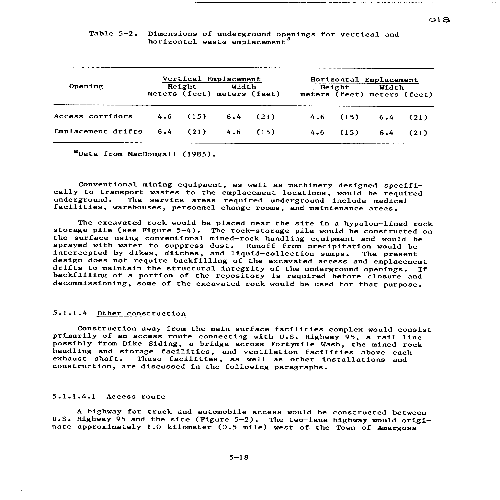 Table 5-2. Dimensions of underground openings for vertical and
horizontal waste emplacement^a
Vertical Emplacement Horizontal Emplacement
Opening Height Width Height Width
meters (feet) meters (feet) meters (feet) meters (feet)
Access corridors 4.6 (15) 6.4 (21) 4.6 (15) 6.4 (21)
Emplacement drifts 6.4 (21) 4.6 (15) 4.6 (15) 6.4 (21)
^aData from MacDougall (1985).
Conventional mining equipment, as well as machinery designed specifi-
cally to transport wastes to the emplacement locations, would be required
underground. The service areas required underground include medical
facilities, warehouses, personnel change rooms, and maintenance areas.
The excavated rock would be placed near the site in a hypalon-lined rock
storage pile (see Figure 5-4). The rock-storage pile would be constructed on
the surface using conventional mined-rock handling equipment and would be
sprayed with water to suppress dust. Runoff from precipitation would be
intercepted by dikes, ditches, and liquid-collection sumps. The present
design does not require backfilling of the excavated access and emplacement
drifts to maintain the structural integrity of the underground openings. If
backfilling of a portion of the repository is required before closure and
decommissioning, some of the excavated rock would be used for that purpose.
5.1.1.4 Other construction
Construction away from the main surface facilities complex would consist
primarily of an access route connecting with U.S. Highway 95, a rail line
possibly from Dike Siding, a bridge across Fortymile Wash, the mined rock
handling and storage facilities, and ventilation facilities above each
exhaust shaft. These facilities, as well as other installations and
construction, are discussed in the following paragraphs.
5.1.1.4.1 Access route
A highway for truck and automobile access would be constructed between
U.S. Highway 95 and the site (Figure 5-2). The two-lane highway would origi-
nate approximately 1.0 kilometer (0.5 mile) west of the Town of Amargosa
5-18